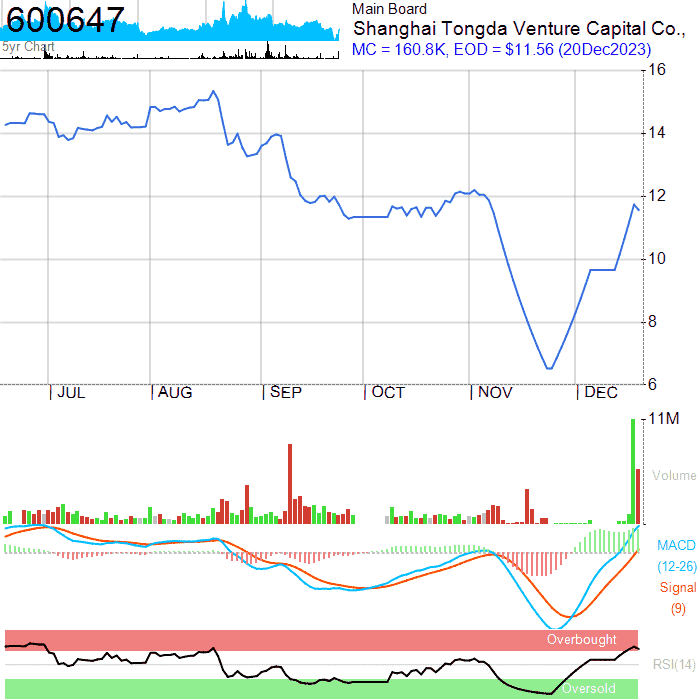 600647
5yr Chart
Main Board
Shanghai Tongda Venture Capital Co.,
MC = 160.8K, EOD = $11.56 (20Dec2023)
16
14
12
10
8
6
JUL AUG SEP OCT NOV DEC
11M
Volume
MACD
(12-26)
Signal
(9)
Overbought
RSI(14)
Oversold